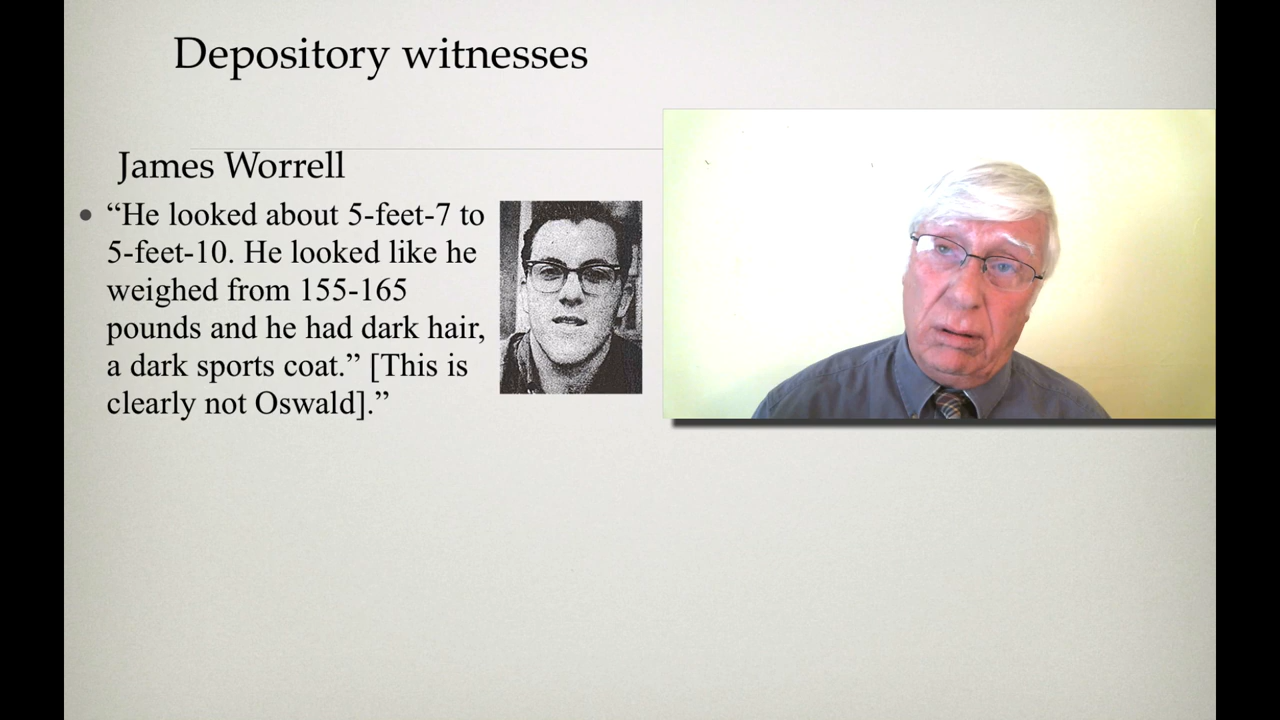 Depository witnesses
James Worrell
• “He looked about 5-feet-7 to
5-feet-10. He looked like he
weighed from 155-165
pounds and he had dark hair,
a dark sports coat.” [This is
clearly not Oswald].”